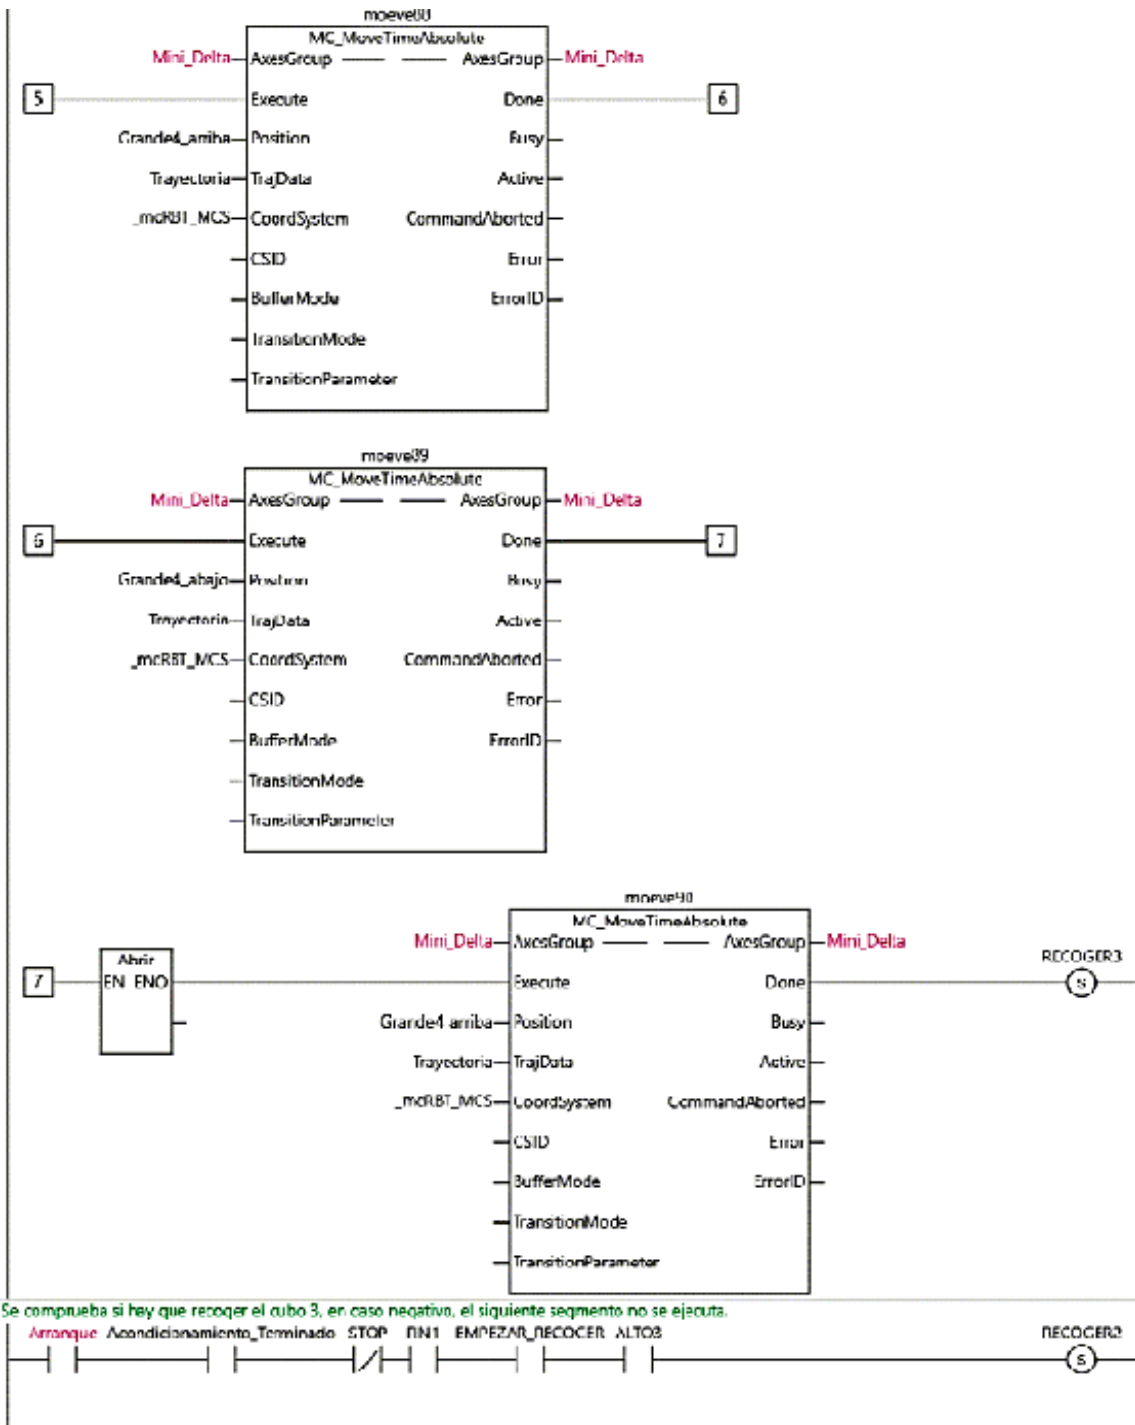 moeve88
MC_MoveTimeAbsolute
Mini_Delta AxesGroup AxesGroup Mini_Delta
5 Execute Done 6
Grande4_arriba Position Busy
Trayectoria TrajData Active
_mcRBT_MCS CoordSystem CommandAborted
CSID Error
BufferMode ErrorID
TransitionMode
TransitionParameter
moeve89
MC_MoveTimeAbsolute
Mini_Delta AxesGroup AxesGroup Mini_Delta
6 Execute Done 7
Grande4_abajo Position Busy
Trayectoria TrajData Active
_mcRBT_MCS CoordSystem CommandAborted
CSID Error
BufferMode ErrorID
TransitionMode
TransitionParameter
moeve90
MC_MoveTimeAbsolute
Mini_Delta AxesGroup AxesGroup Mini_Delta RECOGER3
Abrir
7 EN ENO Execute Done S
Grande4_arriba Position Busy
Trayectoria TrajData Active
_mcRBT_MCS CoordSystem CommandAborted
CSID Error
BufferMode ErrorID
TransitionMode
TransitionParameter
Se comprueba si hay que recoger el cubo 3, en caso negativo, el siguiente segmento no se ejecuta.
Arranque Acondicionamiento_Terminado STOP FIN1 EMPEZAR_RECOGER ALTO3 RECOGER2
S